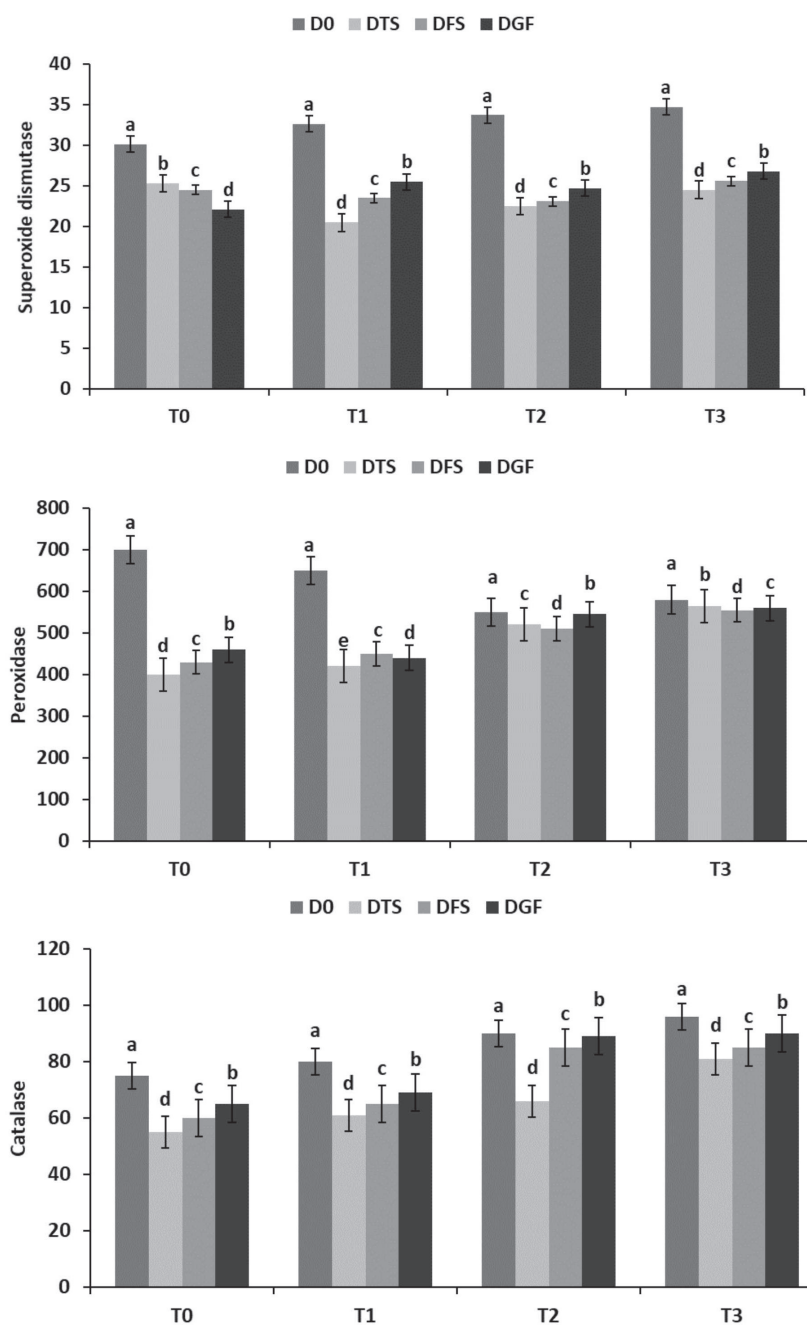 D0 DTS DFS DGF
Superoxide dismutase
40
35
30
25
20
15
10
5
0
a b c d
a d c b
a d c b
a d c b
T0 T1 T2 T3
D0 DTS DFS DGF
Peroxidase
800
700
600
500
400
300
200
100
0
a d c b
a e c d
a c d b
a b d c
T0 T1 T2 T3
D0 DTS DFS DGF
Catalase
120
100
80
60
40
20
0
a d c b
a d c b
a d c b
a d c b
T0 T1 T2 T3